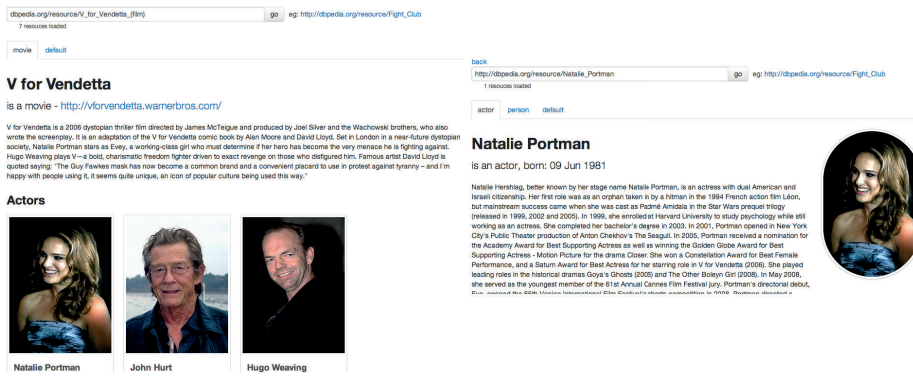 dbpedia.org/resource/V_for_Vendetta_(film)
go
eg: http://dbpedia.org/resource/Fight_Club
7 resouces loaded
movie
default
V for Vendetta
is a movie - http://vforvendetta.warnerbros.com/
V for Vendetta is a 2006 dystopian thriller film directed by James McTeigue and produced by Joel Silver and the Wachowski brothers, who also
wrote the screenplay. It is an adaptation of the V for Vendetta comic book by Alan Moore and David Lloyd. Set in London in a near-future dystopian
society, Natalie Portman stars as Evey, a working-class girl who must determine if her hero has become the very menace he is fighting against.
Hugo Weaving plays V—a bold, charismatic freedom fighter driven to exact revenge on those who disfigured him. Famous artist David Lloyd is
quoted saying: "The Guy Fawkes mask has now become a common brand and a convenient placard to use in protest against tyranny – and I'm
happy with people using it, it seems quite unique, an icon of popular culture being used this way."
Actors
Natalie Portman
John Hurt
Hugo Weaving
back
http://dbpedia.org/resource/Natalie_Portman
go
eg: http://dbpedia.org/resource/Fight_Club
1 resouces loaded
actor
person
default
Natalie Portman
is an actor, born: 09 Jun 1981
Natalie Hershlag, better known by her stage name Natalie Portman, is an actress with dual American and
Israeli citizenship. Her first role was as an orphan taken in by a hitman in the 1994 French action film Léon,
but mainstream success came when she was cast as Padmé Amidala in the Star Wars prequel trilogy
(released in 1999, 2002 and 2005). In 1999, she enrolled at Harvard University to study psychology while still
working as an actress. She completed her bachelor's degree in 2003. In 2001, Portman opened in New York
City's Public Theater production of Anton Chekhov's The Seagull. In 2005, Portman received a nomination for
the Academy Award for Best Supporting Actress as well as winning the Golden Globe Award for Best
Supporting Actress - Motion Picture for the drama Closer. She won a Constellation Award for Best Female
Performance, and a Saturn Award for Best Actress for her starring role in V for Vendetta (2006). She played
leading roles in the historical dramas Goya's Ghosts (2005) and The Other Boleyn Girl (2008). In May 2008,
she served as the youngest member of the 61st Annual Cannes Film Festival jury. Portman's directorial debut,
Eve, opened the 65th Venice International Film Festival's shorts competition in 2008. Portman directed a